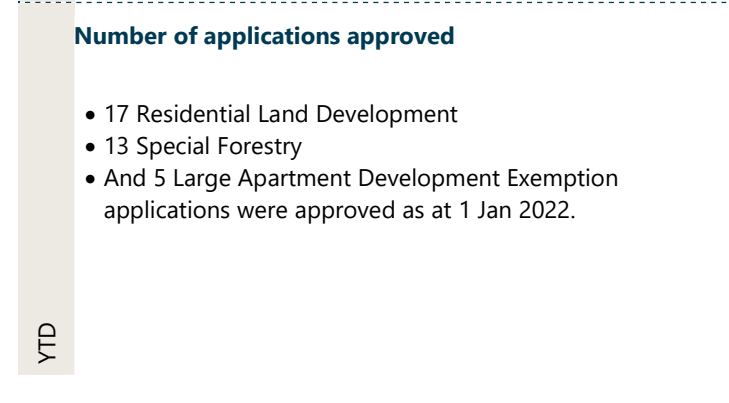 Number of applications approved
• 17 Residential Land Development
• 13 Special Forestry
• And 5 Large Apartment Development Exemption
applications were approved as at 1 Jan 2022.
YTD